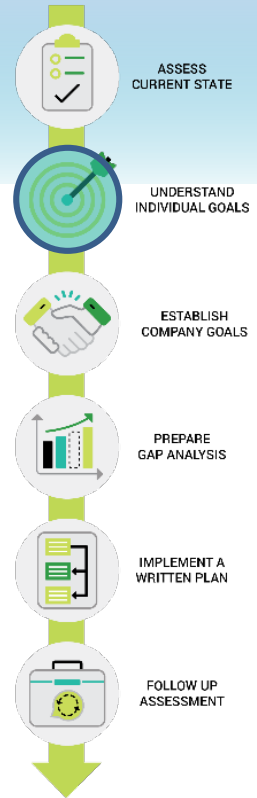 ASSESS
CURRENT STATE
UNDERSTAND
INDIVIDUAL GOALS
ESTABLISH
COMPANY GOALS
PREPARE
GAP ANALYSIS
IMPLEMENT A
WRITTEN PLAN
FOLLOW UP
ASSESSMENT